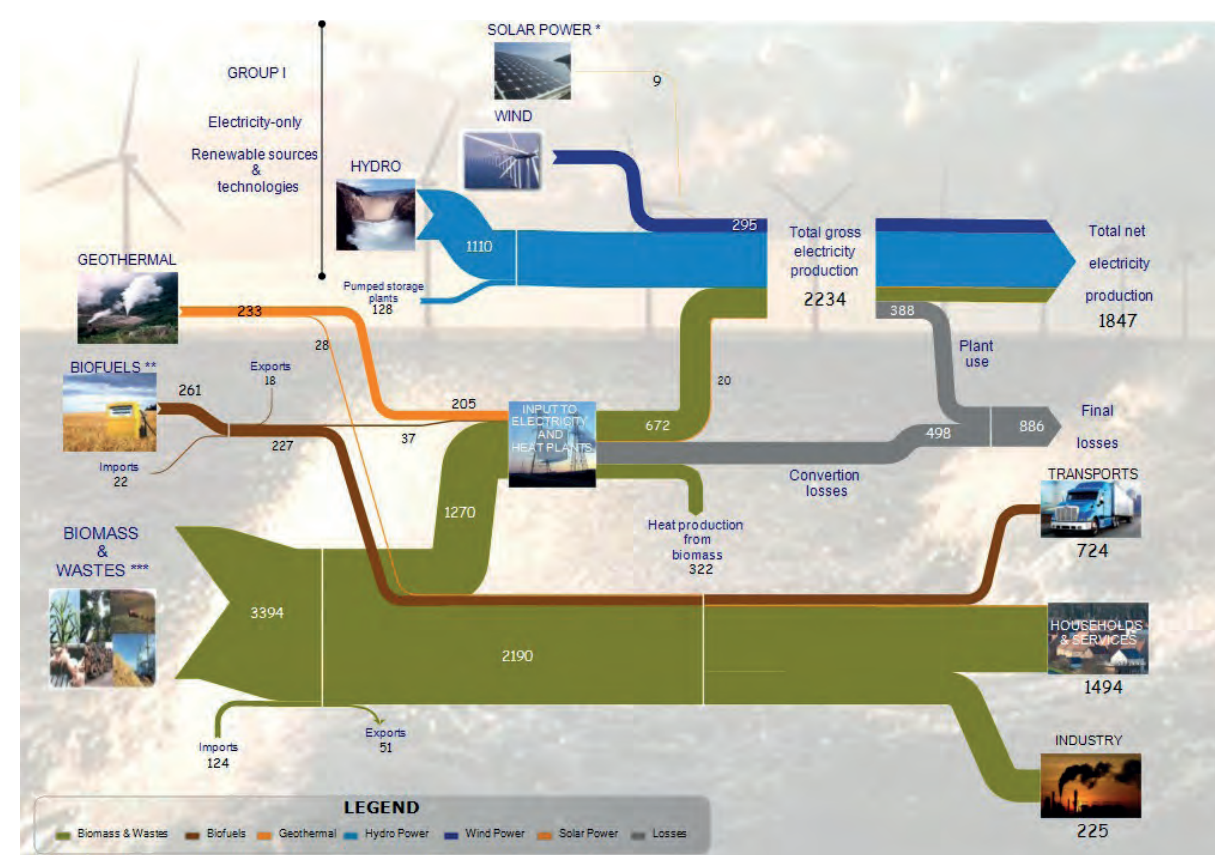 SOLAR POWER *
9
GROUP I
Electricity-only
Renewable sources
&
technologies
WIND
HYDRO
295
1110
Total gross
electricity
production
2234
Total net
electricity
production
1847
GEOTHERMAL
Pumped storage
plants
128
233
388
28
Plant
use
BIOFUELS **
261
Exports
18
20
205
INPUT TO
ELECTRICITY
AND
HEAT PLANTS
672
37
227
498
886
Final
losses
Imports
22
Convertion
losses
TRANSPORTS
724
1270
Heat production
from
biomass
322
BIOMASS
&
WASTES ***
3394
2190
HOUSEHOLDS
& SERVICES
1494
Imports
124
Exports
51
INDUSTRY
225
LEGEND
Biomass & Wastes Biofuels Geothermal Hydro Power Wind Power Solar Power Losses